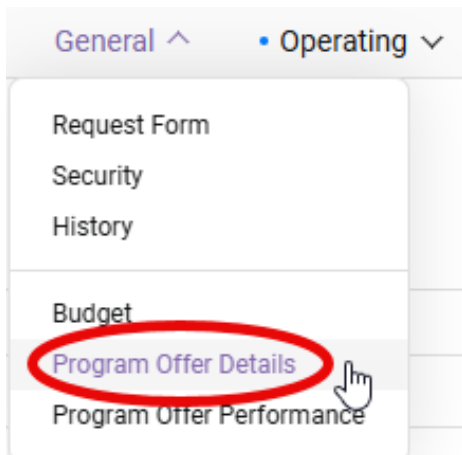 General • Operating
Request Form
Security
History
Budget
Program Offer Details
Program Offer Performance